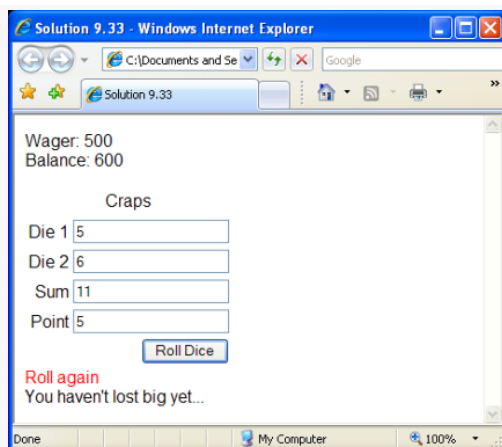 Solution 9.33 - Windows Internet Explorer
C:\Documents and Se
Google
Solution 9.33
»
Wager: 500
Balance: 600
Craps
Die 1 5
Die 2 6
Sum 11
Point 5
Roll Dice
Roll again
You haven't lost big yet...
Done My Computer 100%